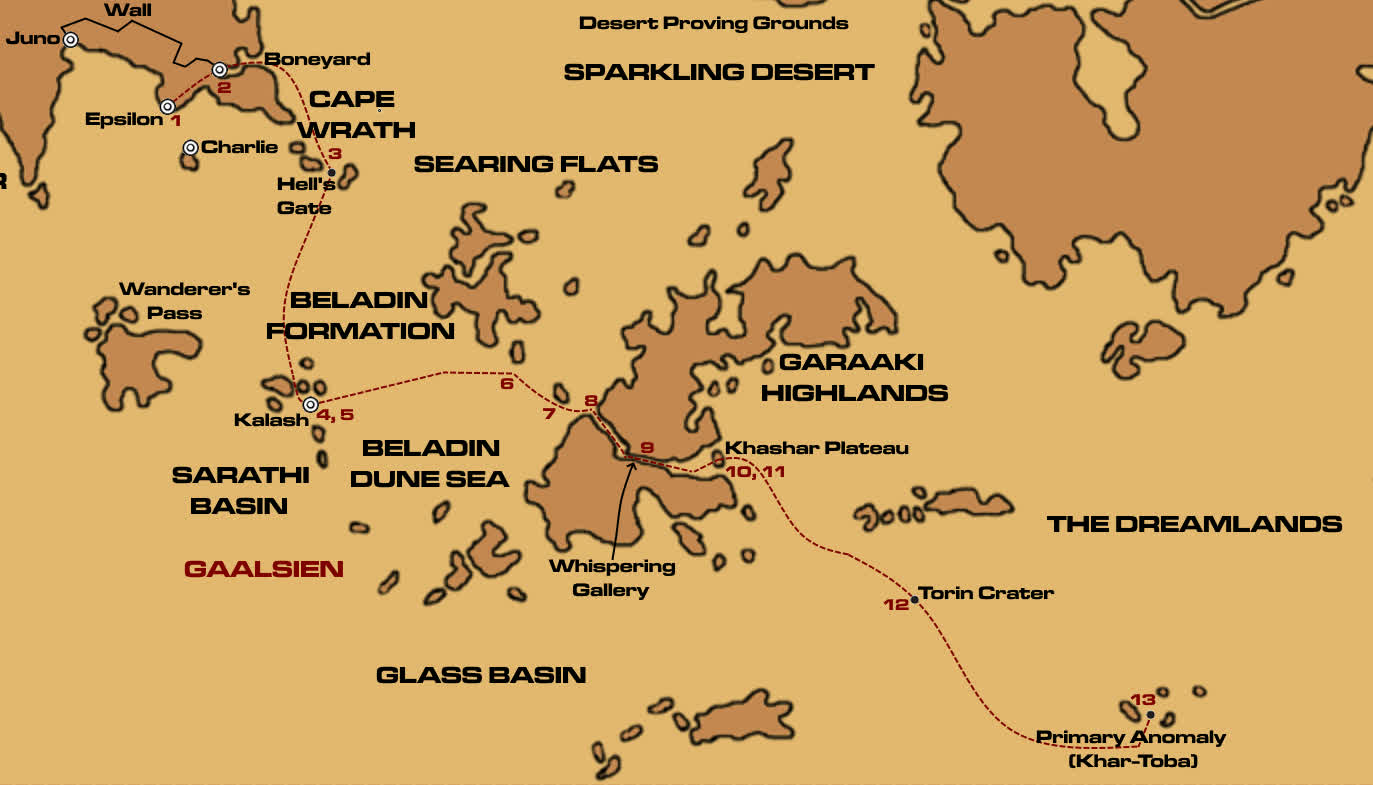 Wall
Juno
Desert Proving Grounds
Boneyard
SPARKLING DESERT
2
CAPE
WRATH
Epsilon 1
Charlie
3
SEARING FLATS
R
Hell's
Gate
Wanderer's
Pass
BELADIN
FORMATION
GARAAKI
HIGHLANDS
6
7
8
Kalash 4, 5
BELADIN
DUNE SEA
9
Khashar Plateau
10, 11
SARATHI
BASIN
THE DREAMLANDS
GAALSIEN
Whispering
Gallery
Torin Crater
12
GLASS BASIN
13
Primary Anomaly
(Khar-Toba)